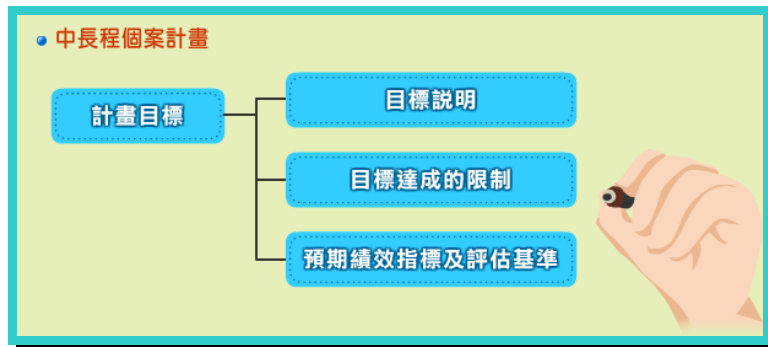 中長程個案計畫
計畫目標
目標説明
目標達成的限制
預期績效指標及評估基準